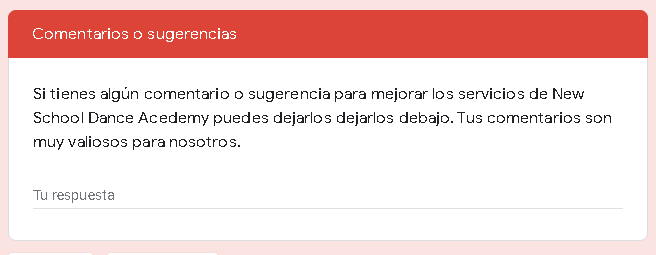 Comentarios o sugerencias
Si tienes algún comentario o sugerencia para mejorar los servicios de New
School Dance Acedemy puedes dejarlos dejarlos debajo. Tus comentarios son
muy valiosos para nosotros.
Tu respuesta